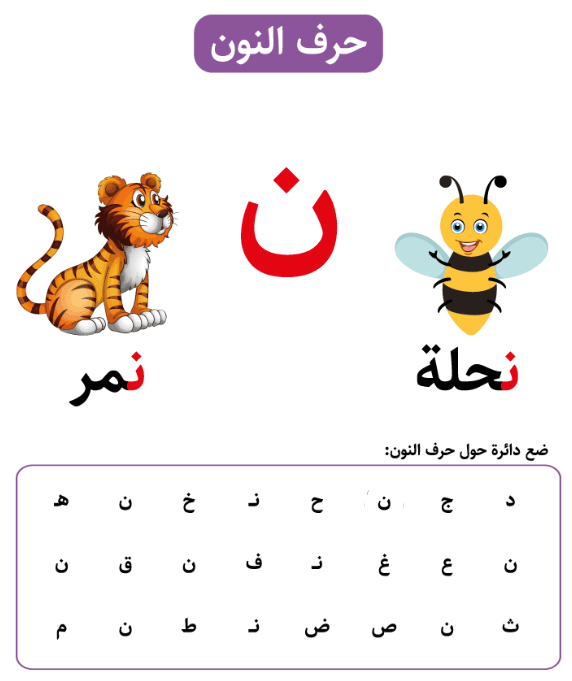 حرف النون
ن
نحلة نمر
ضع دائرة حول حرف النون:
د ج ن ح نـ خ ن هـ
ن ع غ نـ ف ن ق ن
ث ن ص ض نـ ط ن م